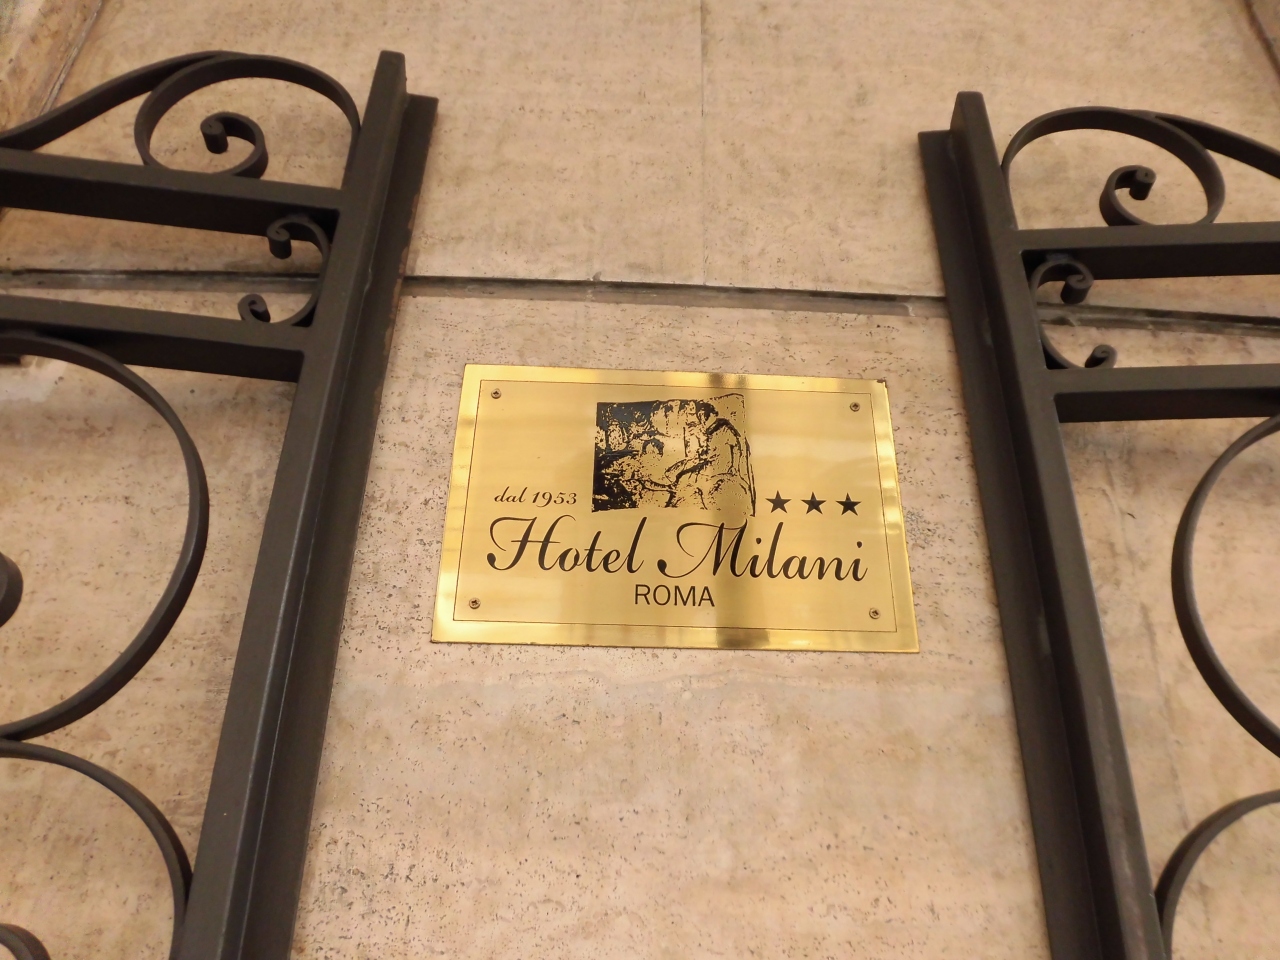 dal 1953
★★★
Hotel Milani
ROMA